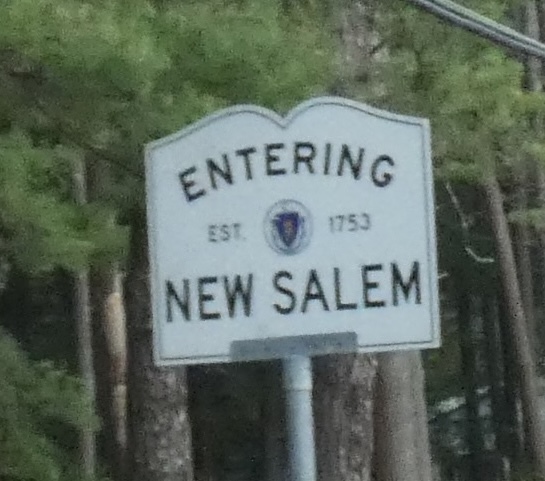 ENTERING
EST. 1753
NEW SALEM